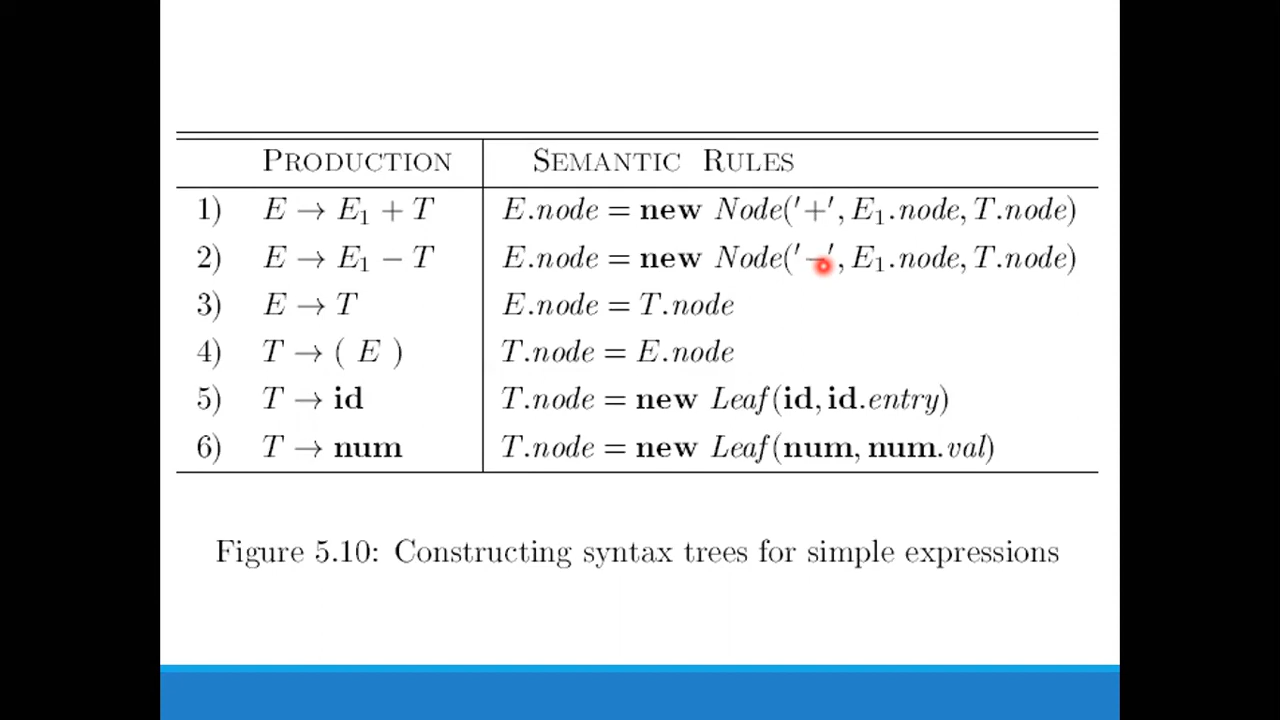 PRODUCTION SEMANTIC RULES
1) E → E₁ + T E.node = new Node('+', E₁.node, T.node)
2) E → E₁ − T E.node = new Node('−', E₁.node, T.node)
3) E → T E.node = T.node
4) T → ( E ) T.node = E.node
5) T → id T.node = new Leaf(id, id.entry)
6) T → num T.node = new Leaf(num, num.val)
Figure 5.10: Constructing syntax trees for simple expressions